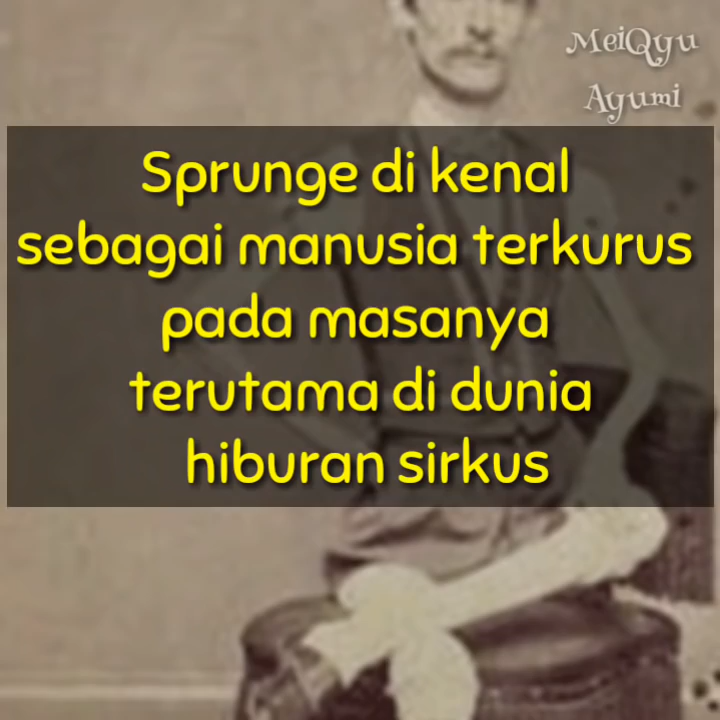 MeiQyu
Ayumi
Sprunge di kenal
sebagai manusia terkurus
pada masanya
terutama di dunia
hiburan sirkus